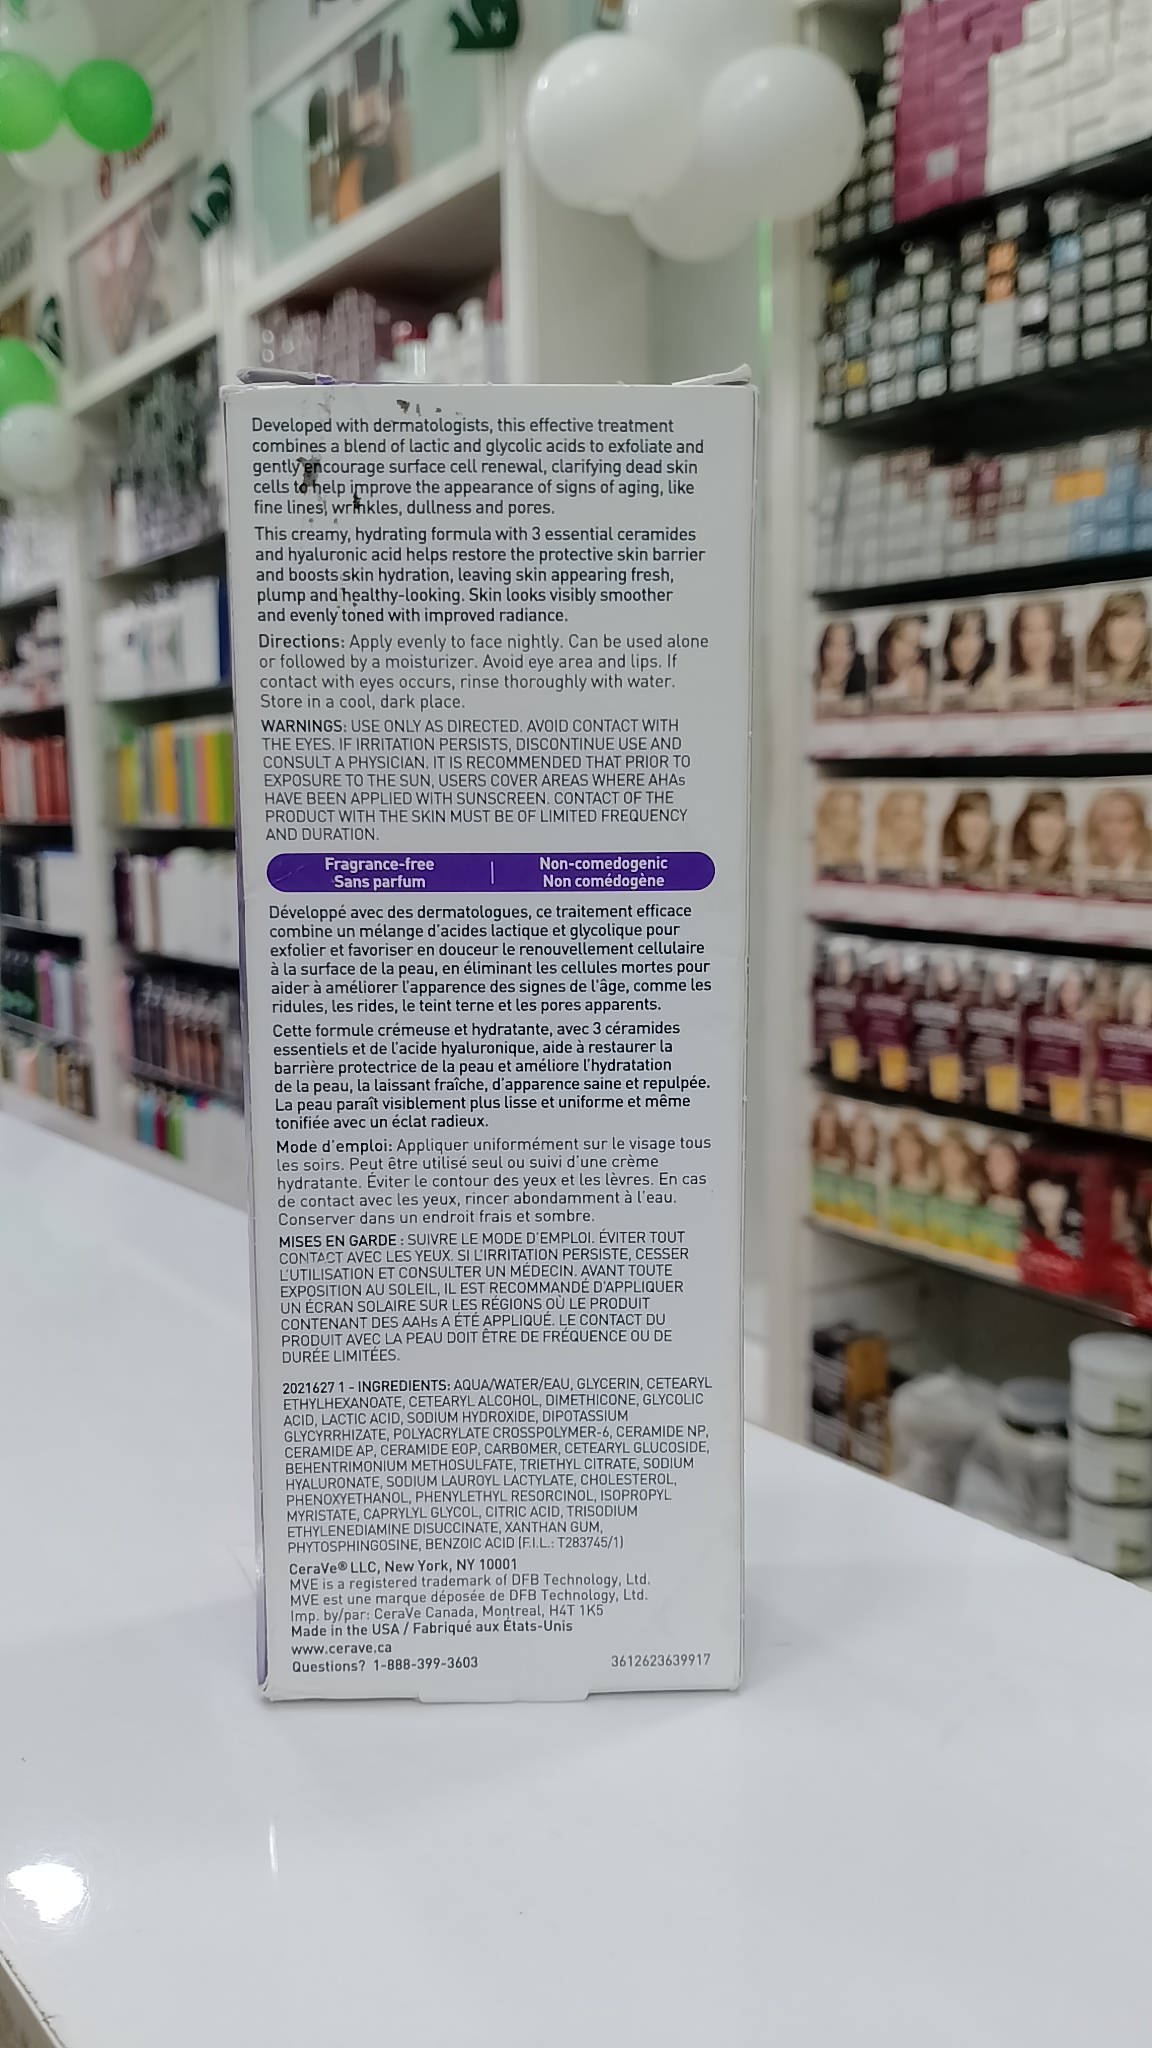 Developed with dermatologists, this effective treatment
combines a blend of lactic and glycolic acids to exfoliate and
gently encourage surface cell renewal, clarifying dead skin
cells to help improve the appearance of signs of aging, like
fine lines, wrinkles, dullness and pores.
This creamy, hydrating formula with 3 essential ceramides
and hyaluronic acid helps restore the protective skin barrier
and boosts skin hydration, leaving skin appearing fresh,
plump and healthy-looking. Skin looks visibly smoother
and evenly toned with improved radiance.
Directions: Apply evenly to face nightly. Can be used alone
or followed by a moisturizer. Avoid eye area and lips. If
contact with eyes occurs, rinse thoroughly with water.
Store in a cool, dark place.
WARNINGS: USE ONLY AS DIRECTED. AVOID CONTACT WITH
THE EYES. IF IRRITATION PERSISTS, DISCONTINUE USE AND
CONSULT A PHYSICIAN. IT IS RECOMMENDED THAT PRIOR TO
EXPOSURE TO THE SUN, USERS COVER AREAS WHERE AHAs
HAVE BEEN APPLIED WITH SUNSCREEN. CONTACT OF THE
PRODUCT WITH THE SKIN MUST BE OF LIMITED FREQUENCY
AND DURATION.
Fragrance-free | Non-comedogenic
Sans parfum Non comédogène
Développé avec des dermatologues, ce traitement efficace
combine un mélange d'acides lactique et glycolique pour
exfolier et favoriser en douceur le renouvellement cellulaire
à la surface de la peau, en éliminant les cellules mortes pour
aider à améliorer l'apparence des signes de l'âge, comme les
ridules, les rides, le teint terne et les pores apparents.
Cette formule crémeuse et hydratante, avec 3 céramides
essentiels et de l'acide hyaluronique, aide à restaurer la
barrière protectrice de la peau et améliore l'hydratation
de la peau, la laissant fraîche, d'apparence saine et repulpée.
La peau paraît visiblement plus lisse et uniforme et même
tonifiée avec un éclat radieux.
Mode d'emploi: Appliquer uniformément sur le visage tous
les soirs. Peut être utilisé seul ou suivi d'une crème
hydratante. Éviter le contour des yeux et les lèvres. En cas
de contact avec les yeux, rincer abondamment à l'eau.
Conserver dans un endroit frais et sombre.
MISES EN GARDE : SUIVRE LE MODE D'EMPLOI. ÉVITER TOUT
CONTACT AVEC LES YEUX. SI L'IRRITATION PERSISTE, CESSER
L'UTILISATION ET CONSULTER UN MÉDECIN. AVANT TOUTE
EXPOSITION AU SOLEIL, IL EST RECOMMANDÉ D'APPLIQUER
UN ÉCRAN SOLAIRE SUR LES RÉGIONS OÙ LE PRODUIT
CONTENANT DES AAHs A ÉTÉ APPLIQUÉ. LE CONTACT DU
PRODUIT AVEC LA PEAU DOIT ÊTRE DE FRÉQUENCE OU DE
DURÉE LIMITÉES.
2021627 1 - INGREDIENTS: AQUA/WATER/EAU, GLYCERIN, CETEARYL
ETHYLHEXANOATE, CETEARYL ALCOHOL, DIMETHICONE, GLYCOLIC
ACID, LACTIC ACID, SODIUM HYDROXIDE, DIPOTASSIUM
GLYCYRRHIZATE, POLYACRYLATE CROSSPOLYMER-6, CERAMIDE NP,
CERAMIDE AP, CERAMIDE EOP, CARBOMER, CETEARYL GLUCOSIDE,
BEHENTRIMONIUM METHOSULFATE, TRIETHYL CITRATE, SODIUM
HYALURONATE, SODIUM LAUROYL LACTYLATE, CHOLESTEROL,
PHENOXYETHANOL, PHENYLETHYL RESORCINOL, ISOPROPYL
MYRISTATE, CAPRYLYL GLYCOL, CITRIC ACID, TRISODIUM
ETHYLENEDIAMINE DISUCCINATE, XANTHAN GUM,
PHYTOSPHINGOSINE, BENZOIC ACID (F.I.L.: T283745/1)
CeraVe® LLC, New York, NY 10001
MVE is a registered trademark of DFB Technology, Ltd.
MVE est une marque déposée de DFB Technology, Ltd.
Imp. by/par: CeraVe Canada, Montreal, H4T 1K5
Made in the USA / Fabriqué aux États-Unis
www.cerave.ca
Questions? 1-888-399-3603 3612623639917